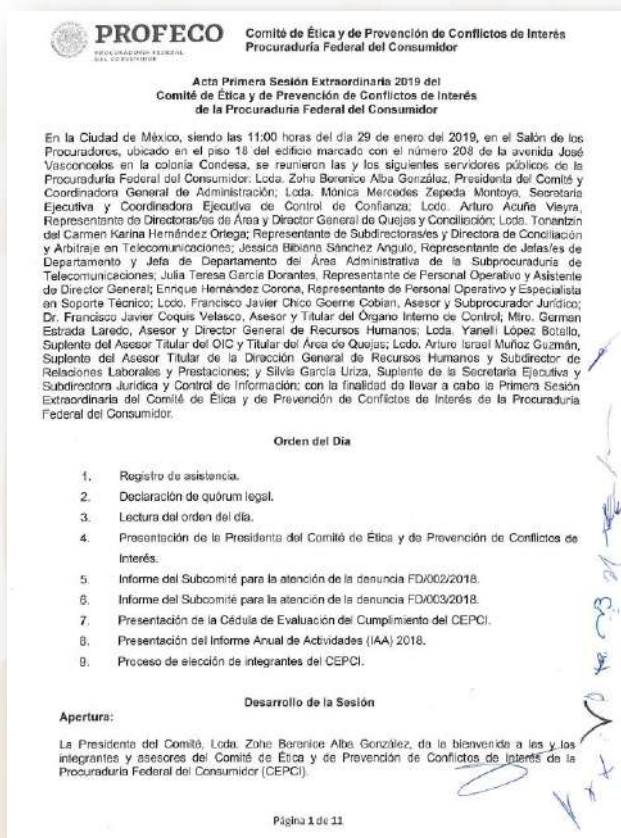 PROFECO
PROCURADURÍA FEDERAL
DEL CONSUMIDOR
Comité de Ética y de Prevención de Conflictos de Interés
Procuraduría Federal del Consumidor
Acta Primera Sesión Extraordinaria 2019 del
Comité de Ética y de Prevención de Conflictos de Interés
de la Procuraduría Federal del Consumidor
En la Ciudad de México, siendo las 11:00 horas del día 29 de enero del 2019, en el Salón de los
Procuradores, ubicado en el piso 18 del edificio marcado con el número 208 de la avenida José
Vasconcelos en la colonia Condesa, se reunieron las y los siguientes servidores públicos de la
Procuraduría Federal del Consumidor: Lcda. Zohe Berenice Alba González, Presidenta del Comité y
Coordinadora General de Administración; Lcda. Mónica Mercedes Zepeda Montoya, Secretaria
Ejecutiva y Coordinadora Ejecutiva de Control de Confianza; Lcdo. Arturo Acuña Vieyra,
Representante de Directoras/es de Área y Director General de Quejas y Conciliación; Lcda. Tonantzin
del Carmen Karina Hernández Ortega; Representante de Subdirectoras/es y Directora de Conciliación
y Arbitraje en Telecomunicaciones; Jessica Bibiana Sánchez Angulo, Representante de Jefas/es de
Departamento y Jefa de Departamento del Área Administrativa de la Subprocuraduría de
Telecomunicaciones; Julia Teresa García Dorantes, Representante de Personal Operativo y Asistente
de Director General; Enrique Hernández Corona, Representante de Personal Operativo y Especialista
en Soporte Técnico; Lcdo. Francisco Javier Chico Goerne Cobian, Asesor y Subprocurador Jurídico;
Dr. Francisco Javier Coquis Velasco, Asesor y Titular del Órgano Interno de Control; Mtro. German
Estrada Laredo, Asesor y Director General de Recursos Humanos; Lcda. Yanelli López Botello,
Suplente del Asesor Titular del OIC y Titular del Área de Quejas; Lcdo. Arturo Israel Muñoz Guzmán,
Suplente del Asesor Titular de la Dirección General de Recursos Humanos y Subdirector de
Relaciones Laborales y Prestaciones; y Silvia García Uriza, Suplente de la Secretaria Ejecutiva y
Subdirectora Jurídica y Control de Información; con la finalidad de llevar a cabo la Primera Sesión
Extraordinaria del Comité de Ética y de Prevención de Conflictos de Interés de la Procuraduría
Federal del Consumidor.
Orden del Día
1. Registro de asistencia.
2. Declaración de quórum legal.
3. Lectura del orden del día.
4. Presentación de la Presidenta del Comité de Ética y de Prevención de Conflictos de
Interés.
5. Informe del Subcomité para la atención de la denuncia FD/002/2018.
6. Informe del Subcomité para la atención de la denuncia FD/003/2018.
7. Presentación de la Cédula de Evaluación del Cumplimiento del CEPCI.
8. Presentación del Informe Anual de Actividades (IAA) 2018.
9. Proceso de elección de integrantes del CEPCI.
Desarrollo de la Sesión
Apertura:
La Presidente del Comité, Lcda. Zohe Berenice Alba González, da la bienvenida a las y los
integrantes y asesores del Comité de Ética y de Prevención de Conflictos de Interés de la
Procuraduría Federal del Consumidor (CEPCI).
Página 1 de 11